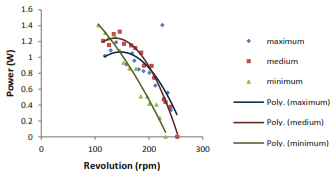 1.6
1.4
1.2
1
0.8
0.6
0.4
0.2
0
Power (W)
0 100 200 300
Revolution (rpm)
maximum
medium
minimum
Poly. (maximum)
Poly. (medium)
Poly. (minimum)